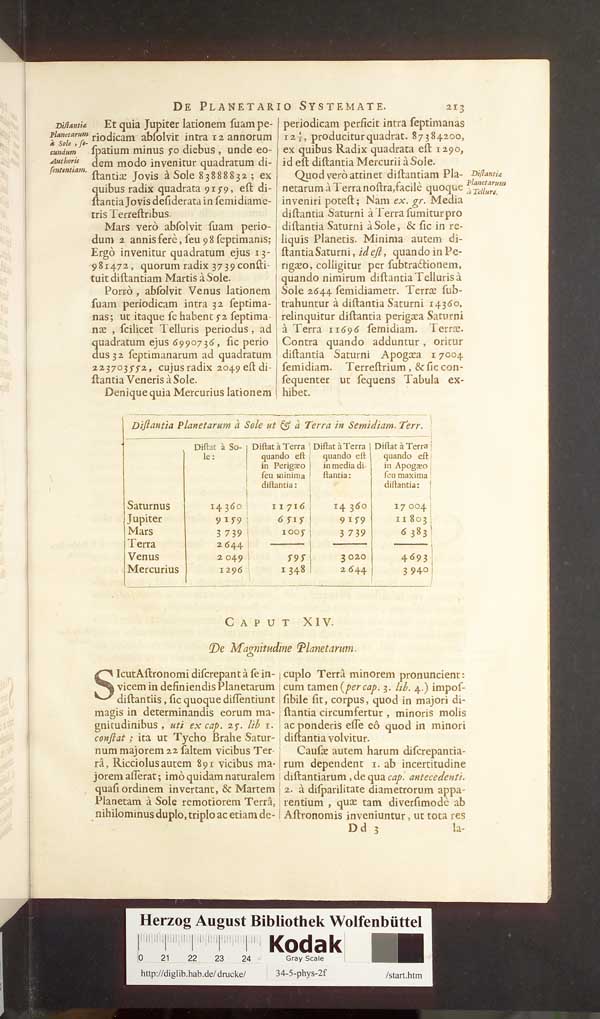 DE PLANETARIO SYSTEMATE. 213
Diſtantia
Planetarum
à Sole, ſe-
cundum
Authoris
ſententiam.
Et quia Jupiter lationem ſuam pe-
riodicam abſolvit intra 12 annorum
ſpatium minus 50 diebus, unde eo-
dem modo invenitur quadratum di-
ſtantiæ Jovis à Sole 83888832; ex
quibus radix quadrata 9159, eſt di-
ſtantia Jovis deſiderata in ſemidiame-
tris Terreſtribus.
Mars verò abſolvit ſuam perio-
dum 2 annis ferè, ſeu 98 ſeptimanis;
Ergò invenitur quadratum ejus 13-
981472, quorum radix 3739 conſti-
tuit diſtantiam Martis à Sole.
Porrò, abſolvit Venus lationem
ſuam periodicam intra 32 ſeptima-
nas; ut itaque ſe habent 52 ſeptima-
næ, ſcilicet Telluris periodus, ad
quadratum ejus 6990736, ſic perio
dus 32 ſeptimanarum ad quadratum
223703552, cujus radix 2049 eſt di-
ſtantia Veneris à Sole.
Denique quia Mercurius lationem
periodicam perficit intra ſeptimanas
12, producitur quadrat. 87384200,
ex quibus Radix quadrata eſt 1290,
id eſt diſtantia Mercurii à Sole.
Quod verò attinet diſtantiam Pla-
netarum à Terra noſtra, facilè quoque
inveniri poteſt; Nam ex. gr. Media
diſtantia Saturni à Terra ſumitur pro
diſtantia Saturni à Sole, & ſic in re-
liquis Planetis. Minima autem di-
ſtantia Saturni, id eſt, quando in Pe-
rigæo, colligitur per ſubtractionem,
quando nimirum diſtantia Telluris à
Sole 2644 ſemidiametr. Terræ ſub-
trahuntur à diſtantia Saturni 14360,
relinquitur diſtantia perigæa Saturni
à Terra 11696 ſemidiam. Terræ.
Contra quando adduntur, oritur
diſtantia Saturni Apogæa 17004
ſemidiam. Terreſtrium, & ſic con-
ſequenter ut ſequens Tabula ex-
hibet.
Diſtantia
Planetarum
à Tellure.
Diſtantia Planetarum à Sole ut & à Terra in Semidiam. Terr.
Diſtat à So-
le:
Diſtat à Terra
quando eſt
in Perigæo
ſeu minima
diſtantia:
Diſtat à Terra
quando eſt
in media di-
ſtantia:
Diſtat à Terra
quando eſt
in Apogæo
ſeu maxima
diſtantia:
Saturnus 14360 11716 14360 17004
Jupiter 9159 6515 9159 11803
Mars 3739 1005 3739 6383
Terra 2644 — — —
Venus 2049 595 3020 4693
Mercurius 1296 1348 2644 3940
CAPUT XIV.
De Magnitudine Planetarum.
SIcut Aſtronomi diſcrepant à ſe in-
vicem in definiendis Planetarum
diſtantiis, ſic quoque diſſentiunt
magis in determinandis eorum ma-
gnitudinibus, uti ex cap. 25. lib 1.
conſtat; ita ut Tycho Brahe Satur-
num majorem 22 ſaltem vicibus Ter-
râ, Ricciolus autem 891 vicibus ma-
jorem aſſerat; imò quidam naturalem
quaſi ordinem invertant, & Martem
Planetam à Sole remotiorem Terrâ,
nihilominus duplo, triplo ac etiam de-
cuplo Terrâ minorem pronuncient:
cum tamen (per cap. 3. lib. 4.) impoſ-
ſibile ſit, corpus, quod in majori di-
ſtantia circumfertur, minoris molis
ac ponderis eſſe eò quod in minori
diſtantia volvitur.
Cauſæ autem harum diſcrepantia-
rum dependent 1. ab incertitudine
diſtantiarum, de qua cap. antecedenti.
2. à diſparilitate diametrorum appa-
rentium, quæ tam diverſimodè ab
Aſtronomis inveniuntur, ut tota res
Dd 3 la-
Herzog August Bibliothek Wolfenbüttel
0 21 22 23 24
Kodak
Gray Scale
http://diglib.hab.de/drucke/ 34-5-phys-2f /start.htm